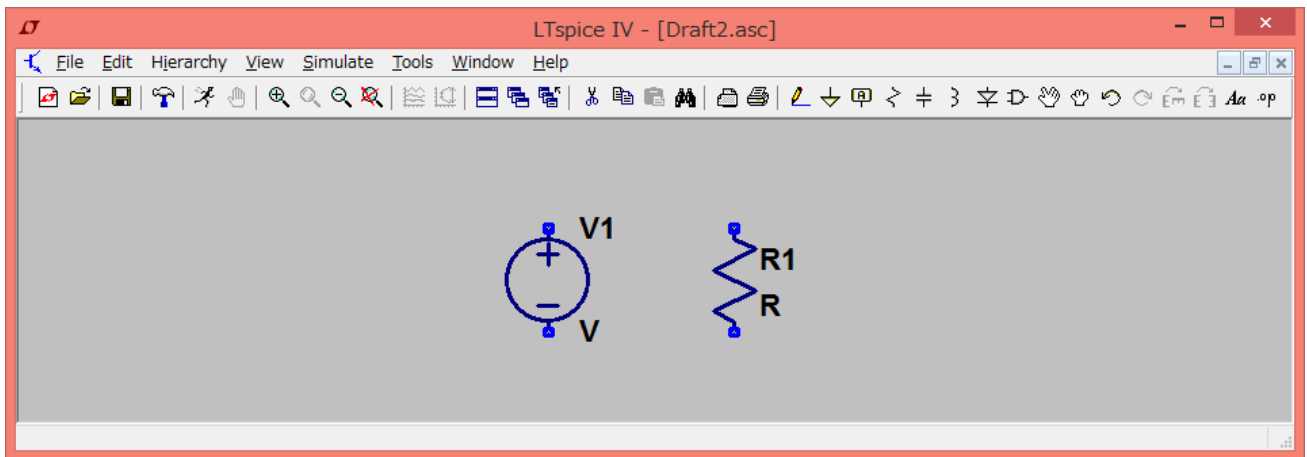 LTspice IV - [Draft2.asc]
File Edit Hierarchy View Simulate Tools Window Help
A Aa .op
V1
R1
R
V